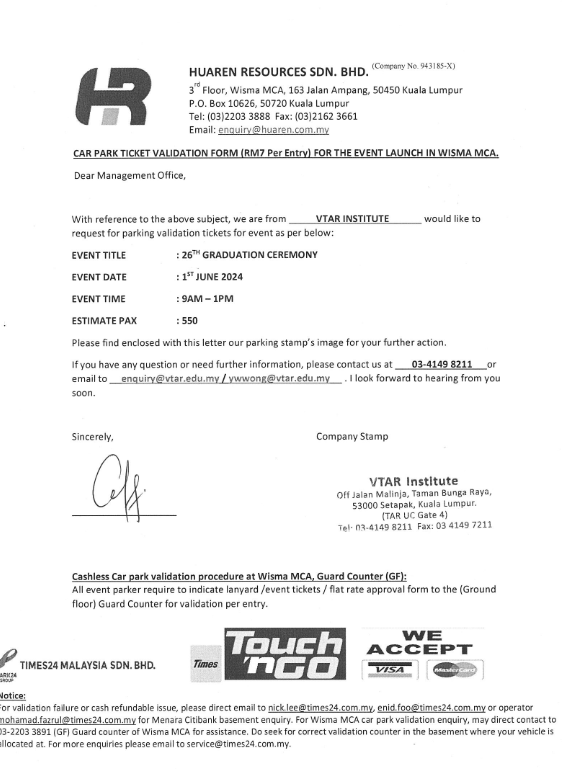 HR
HUAREN RESOURCES SDN. BHD. (Company No. 943185-X)
3rd Floor, Wisma MCA, 163 Jalan Ampang, 50450 Kuala Lumpur
P.O. Box 10626, 50720 Kuala Lumpur
Tel: (03)2203 3888 Fax: (03)2162 3661
Email: enquiry@huaren.com.my
CAR PARK TICKET VALIDATION FORM (RM7 Per Entry) FOR THE EVENT LAUNCH IN WISMA MCA.
Dear Management Office,
With reference to the above subject, we are from VTAR INSTITUTE would like to
request for parking validation tickets for event as per below:
EVENT TITLE : 26TH GRADUATION CEREMONY
EVENT DATE : 1ST JUNE 2024
EVENT TIME : 9AM – 1PM
ESTIMATE PAX : 550
Please find enclosed with this letter our parking stamp's image for your further action.
If you have any question or need further information, please contact us at 03-4149 8211 or
email to enquiry@vtar.edu.my / ywwong@vtar.edu.my . I look forward to hearing from you
soon.
Sincerely, Company Stamp
VTAR Institute
Off Jalan Malinja, Taman Bunga Raya,
53000 Setapak, Kuala Lumpur.
(TAR UC Gate 4)
Tel: 03-4149 8211 Fax: 03 4149 7211
Cashless Car park validation procedure at Wisma MCA, Guard Counter (GF):
All event parker require to indicate lanyard /event tickets / flat rate approval form to the (Ground
floor) Guard Counter for validation per entry.
PARK24
GROUP
TIMES24 MALAYSIA SDN. BHD.
Times
Touch
'nGO
WE
ACCEPT
VISA MasterCard
Notice:
For validation failure or cash refundable issue, please direct email to nick.lee@times24.com.my, enid.foo@times24.com.my or operator
mohamad.fazrul@times24.com.my for Menara Citibank basement enquiry. For Wisma MCA car park validation enquiry, may direct contact to
03-2203 3891 (GF) Guard counter of Wisma MCA for assistance. Do seek for correct validation counter in the basement where your vehicle is
allocated at. For more enquiries please email to service@times24.com.my.